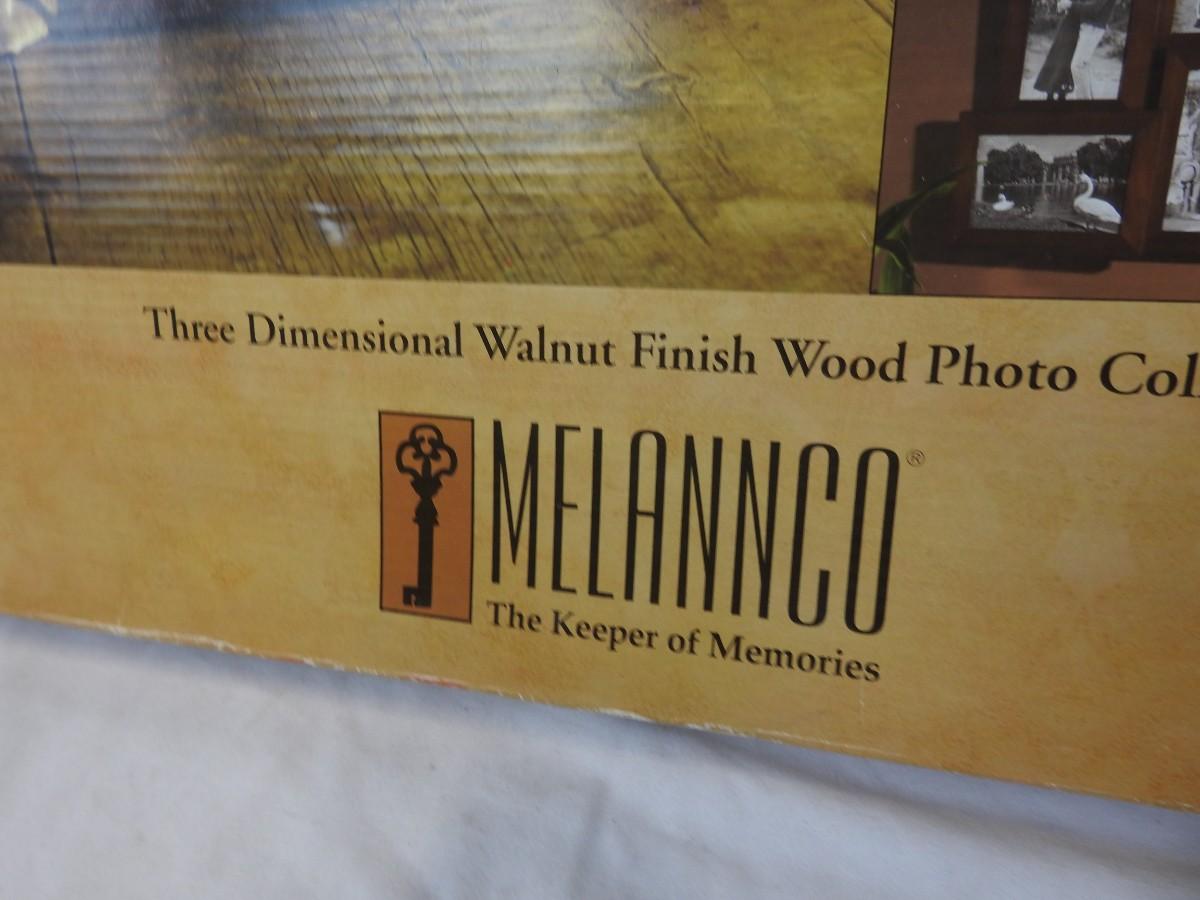 Three Dimensional Walnut Finish Wood Photo
MELANNCO®
The Keeper of Memories